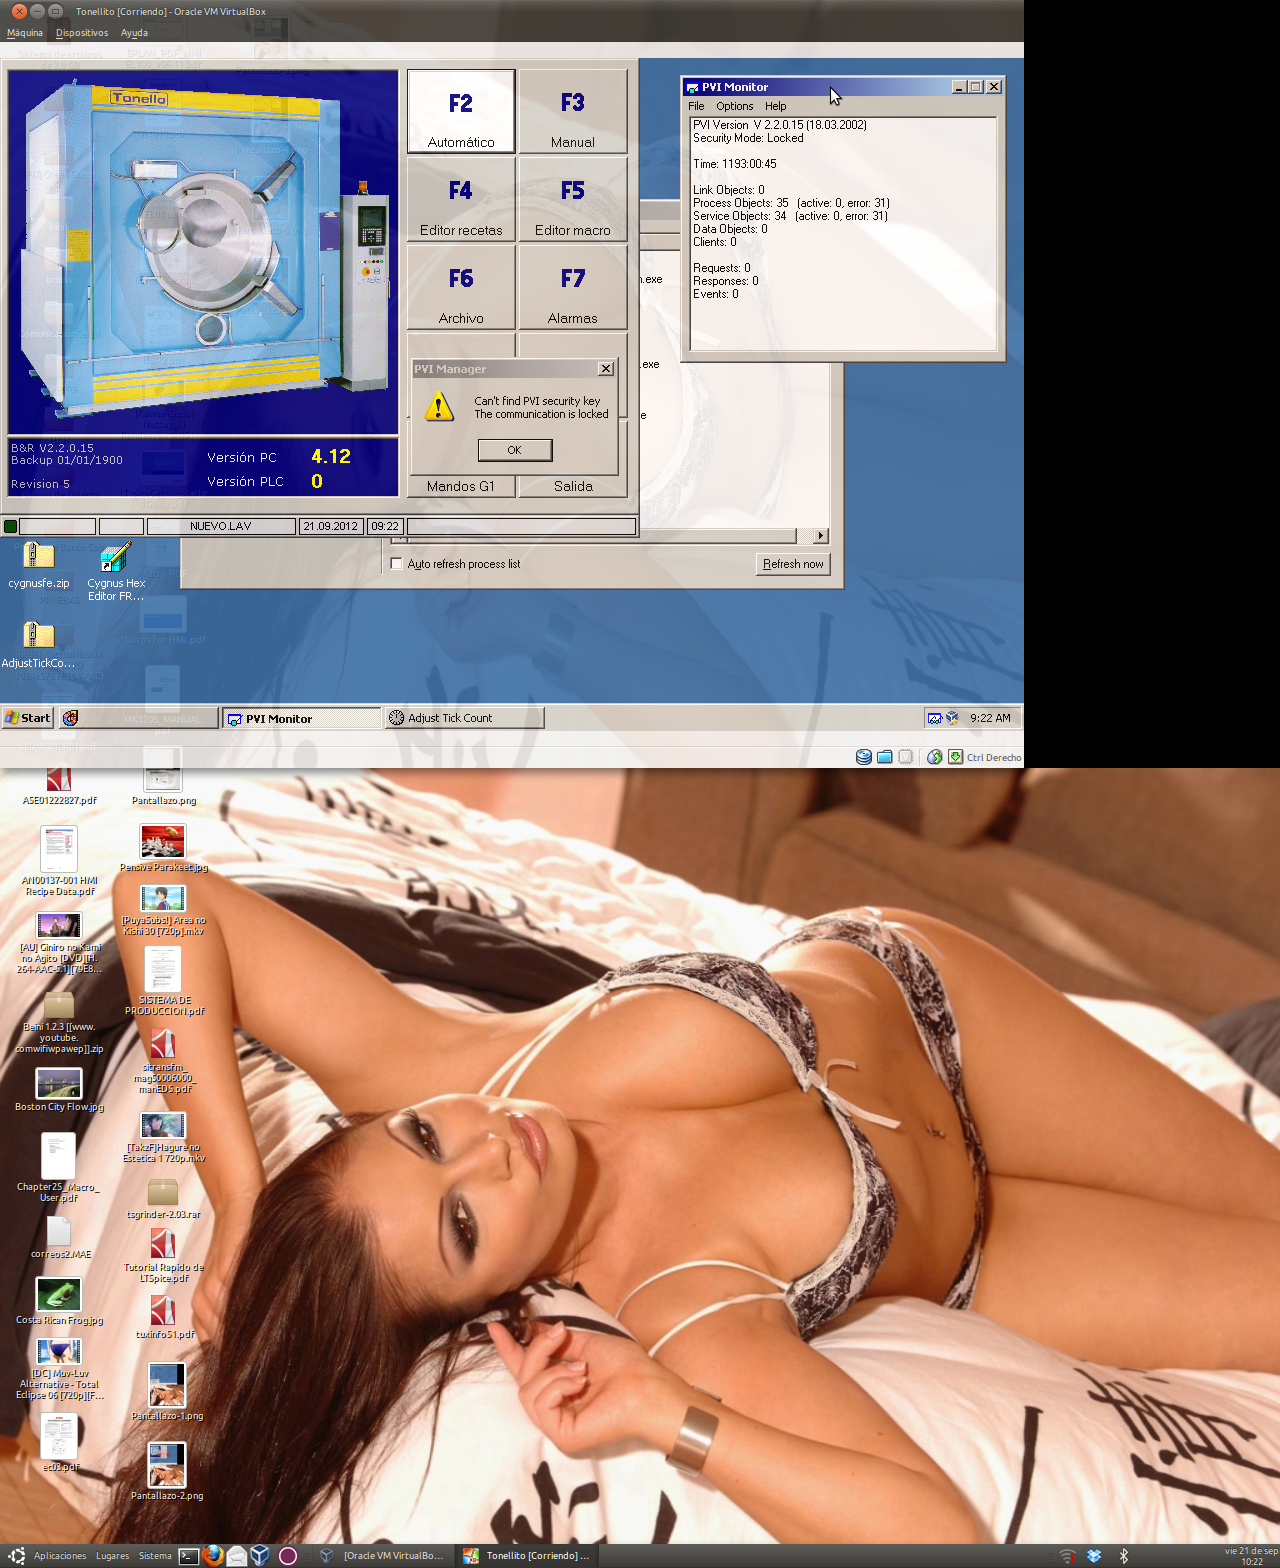 Tonellito [Corriendo] - Oracle VM VirtualBox
Máquina Dispositivos Ayuda
Tonello
F2
Automático
F3
Manual
F4
Editor recetas
F5
Editor macro
F6
Archivo
F7
Alarmas
Mandos G1
Salida
B&R V2.2.0.15
Backup 01/01/1900
Revision 5
Versión PC 4.12
Versión PLC 0
NUEVO.LAV 21.09.2012 09:22
PVI Manager
Can't find PVI security key
The communication is locked
OK
PVI Monitor
File Options Help
PVI Version V 2.2.0.15 (18.03.2002)
Security Mode: Locked
Time: 1193:00:45
Link Objects: 0
Process Objects: 35 (active: 0, error: 31)
Service Objects: 34 (active: 0, error: 31)
Data Objects: 0
Clients: 0
Requests: 0
Responses: 0
Events: 0
.exe
.exe
Auto refresh process list
Refresh now
cygnusfe.zip
Cygnus Hex
Editor FR...
AdjustTickCo...
Start
PVI Monitor
Adjust Tick Count
9:22 AM
Ctrl Derecho
ASE01222827.pdf
Pantallazo.png
AN00137-001 HMI
Recipe Data.pdf
Pensive Parakeet.jpg
[PuyaSubs!] Area no
Kishi 30 [720p].mkv
[AU] Giniro no Kami
no Agito [DVD][H.
264-AAC-5.1][79E8...
SISTEMA DE
PRODUCCION.pdf
Beini 1.2.3 [[www.
youtube.
comwifiwpawep]].zip
sitransfm_
mag50006000_
manEDS.pdf
Boston City Flow.jpg
[TakzF]Hagure no
Estetica 1 720p.mkv
Chapter25_Macro_
User.pdf
tsgrinder-2.03.rar
correos2.MAE
Tutorial Rapido de
LTSpice.pdf
Costa Rican Frog.jpg
tuxinfo51.pdf
[DC] Muv-Luv
Alternative - Total
Eclipse 06 [720p][F...
Pantallazo-1.png
ec03.pdf
Pantallazo-2.png
Aplicaciones Lugares Sistema
[Oracle VM VirtualBo...
Tonellito [Corriendo] ...
vie 21 de sep
10:22